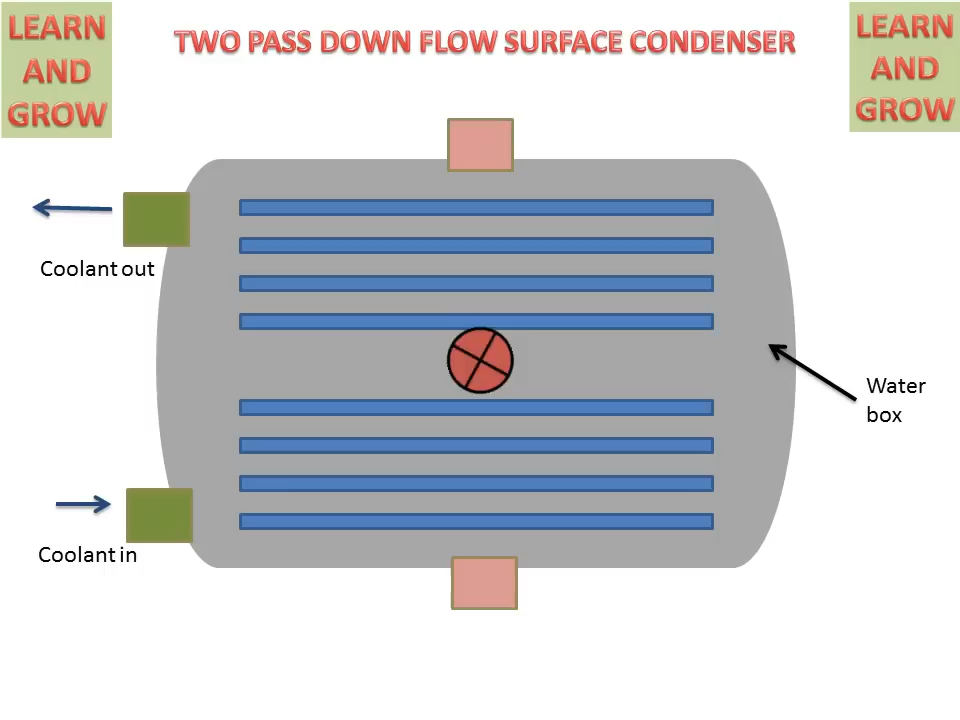 LEARN
AND
GROW
TWO PASS DOWN FLOW SURFACE CONDENSER
LEARN
AND
GROW
Coolant out
Water
box
Coolant in